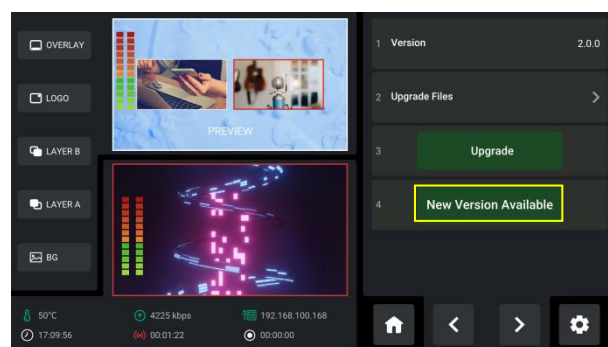 OVERLAY
LOGO
LAYER B
LAYER A
BG
PREVIEW
1 Version 2.0.0
2 Upgrade Files
3 Upgrade
4 New Version Available
50°C 4225 kbps 192.168.100.168
17:09:56 00:01:22 00:00:00